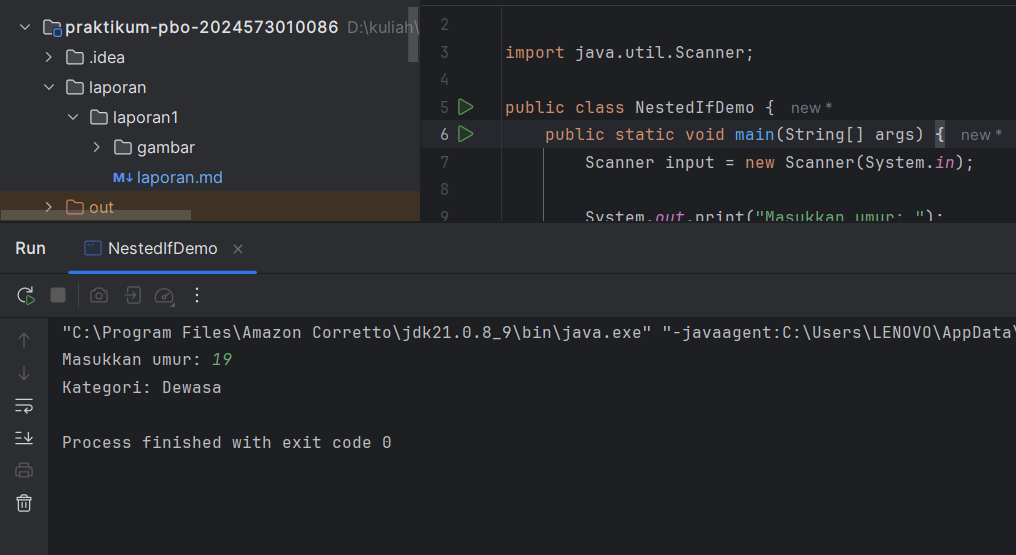 praktikum-pbo-2024573010086 D:\kuliah\
.idea
laporan
laporan1
gambar
M↓ laporan.md
out
2
3 import java.util.Scanner;
4
5 public class NestedIfDemo { new *
6 public static void main(String[] args) { new *
7 Scanner input = new Scanner(System.in);
8
9 System.out.print("Masukkan umur: ");
Run NestedIfDemo
"C:\Program Files\Amazon Corretto\jdk21.0.8_9\bin\java.exe" "-javaagent:C:\Users\LENOVO\AppData\
Masukkan umur: 19
Kategori: Dewasa
Process finished with exit code 0